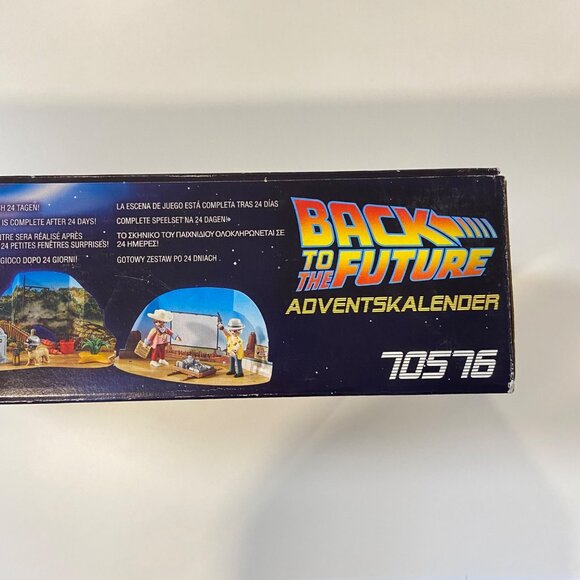 H 24 TAGEN!
IS COMPLETE AFTER 24 DAYS!
TRE SERA RÉALISÉ APRÈS
24 PETITES FENÊTRES SURPRISES!
GIOCO DOPO 24 GIORNI!
LA ESCENA DE JUEGO ESTÁ COMPLETA TRAS 24 DÍAS
COMPLETE SPEELSET NA 24 DAGEN!
ΤΟ ΣΚΗΝΙΚΟ ΤΟΥ ΠΑΙΧΝΙΔΙΟΥ ΟΛΟΚΛΗΡΩΝΕΤΑΙ ΣΕ
24 ΗΜΕΡΕΣ!
GOTOWY ZESTAW PO 24 DNIACH .
BACK
TO THE FUTURE
ADVENTSKALENDER
70576